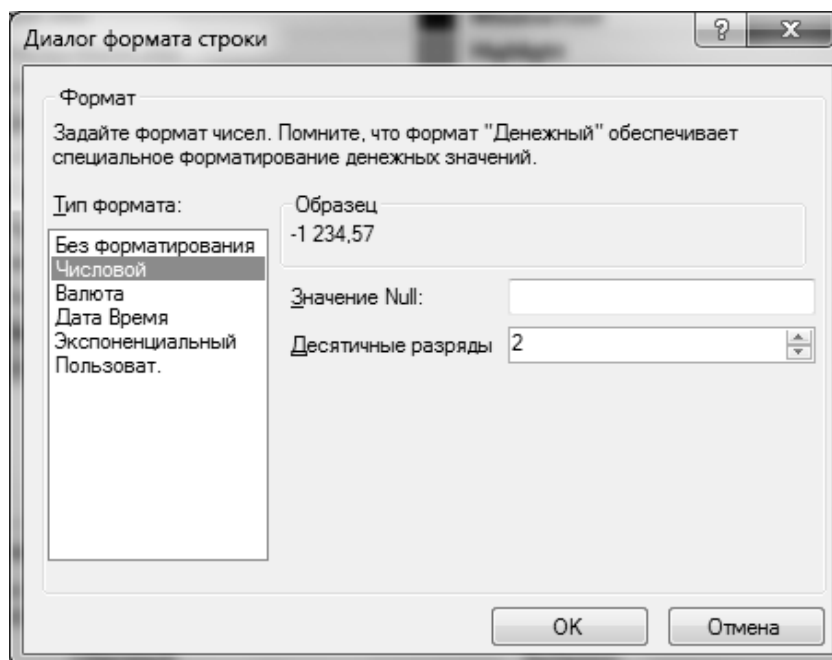 Диалог формата строки
Формат
Задайте формат чисел. Помните, что формат "Денежный" обеспечивает
специальное форматирование денежных значений.
Тип формата:
Без форматирования
Числовой
Валюта
Дата Время
Экспоненциальный
Пользоват.
Образец
-1 234,57
Значение Null:
Десятичные разряды
2
OK
Отмена